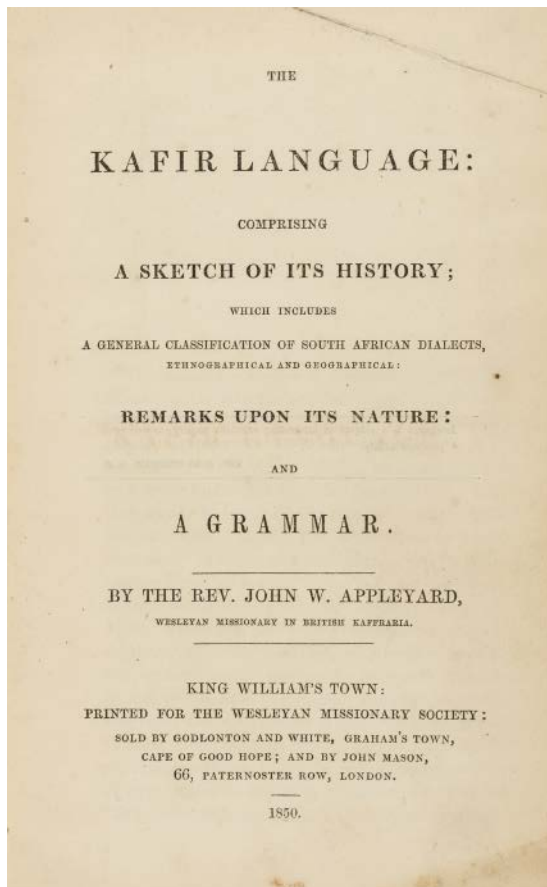 THE
KAFIR LANGUAGE:
COMPRISING
A SKETCH OF ITS HISTORY;
WHICH INCLUDES
A GENERAL CLASSIFICATION OF SOUTH AFRICAN DIALECTS,
ETHNOGRAPHICAL AND GEOGRAPHICAL:
REMARKS UPON ITS NATURE:
AND
A GRAMMAR.
BY THE REV. JOHN W. APPLEYARD,
WESLEYAN MISSIONARY IN BRITISH KAFFRARIA.
KING WILLIAM'S TOWN:
PRINTED FOR THE WESLEYAN MISSIONARY SOCIETY:
SOLD BY GODLONTON AND WHITE, GRAHAM'S TOWN,
CAPE OF GOOD HOPE; AND BY JOHN MASON,
66, PATERNOSTER ROW, LONDON.
1850.